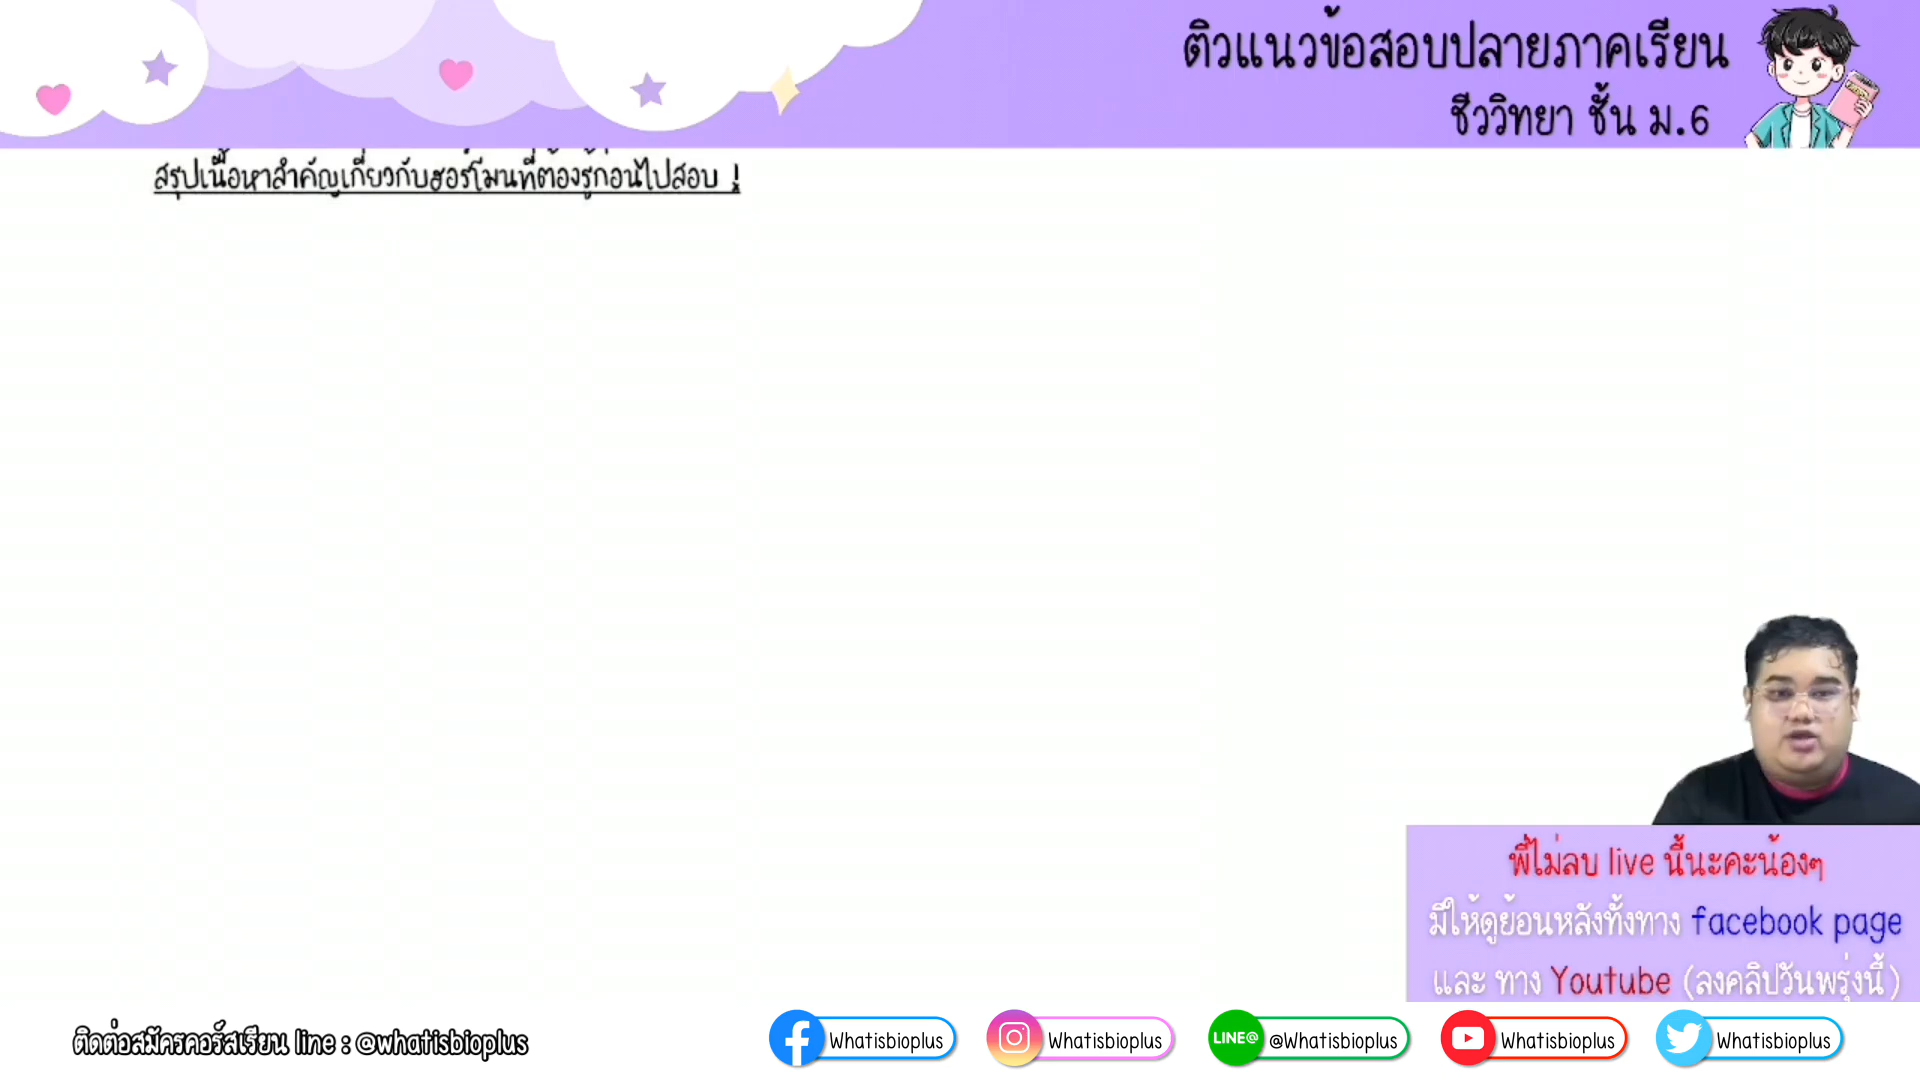 ติวแนวข้อสอบปลายภาคเรียน
ชีววิทยา ชั้น ม.6
สรุปเนื้อหาสำคัญเกี่ยวกับฮอร์โมนที่ต้องรู้ก่อนไปสอบ !
พี่ไม่ลบ live นี้นะคะน้องๆ
มีให้ดูย้อนหลังทั้งทาง facebook page
และ ทาง Youtube (ลงคลิปวันพรุ่งนี้)
ติดต่อสมัครคอร์สเรียน line : @whatisbioplus
Whatisbioplus
Whatisbioplus
LINE@ @Whatisbioplus
Whatisbioplus
Whatisbioplus